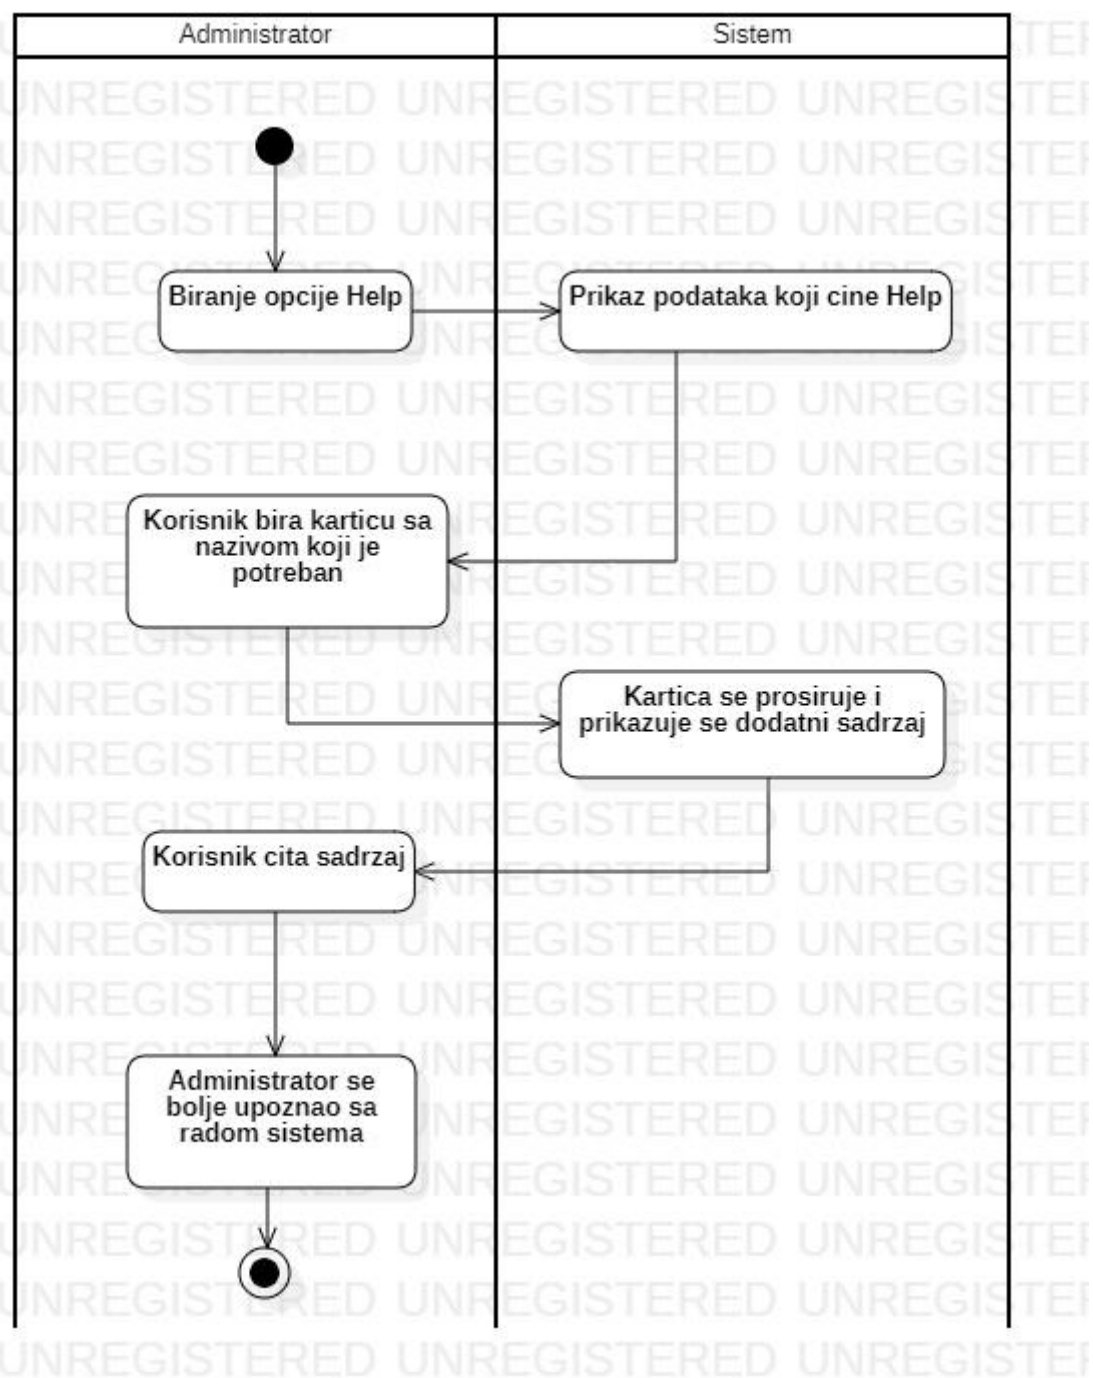 Administrator
Sistem
Biranje opcije Help
Prikaz podataka koji cine Help
Korisnik bira karticu sa
nazivom koji je
potreban
Kartica se prosiruje i
prikazuje se dodatni sadrzaj
Korisnik cita sadrzaj
Administrator se
bolje upoznao sa
radom sistema
UNREGISTERED